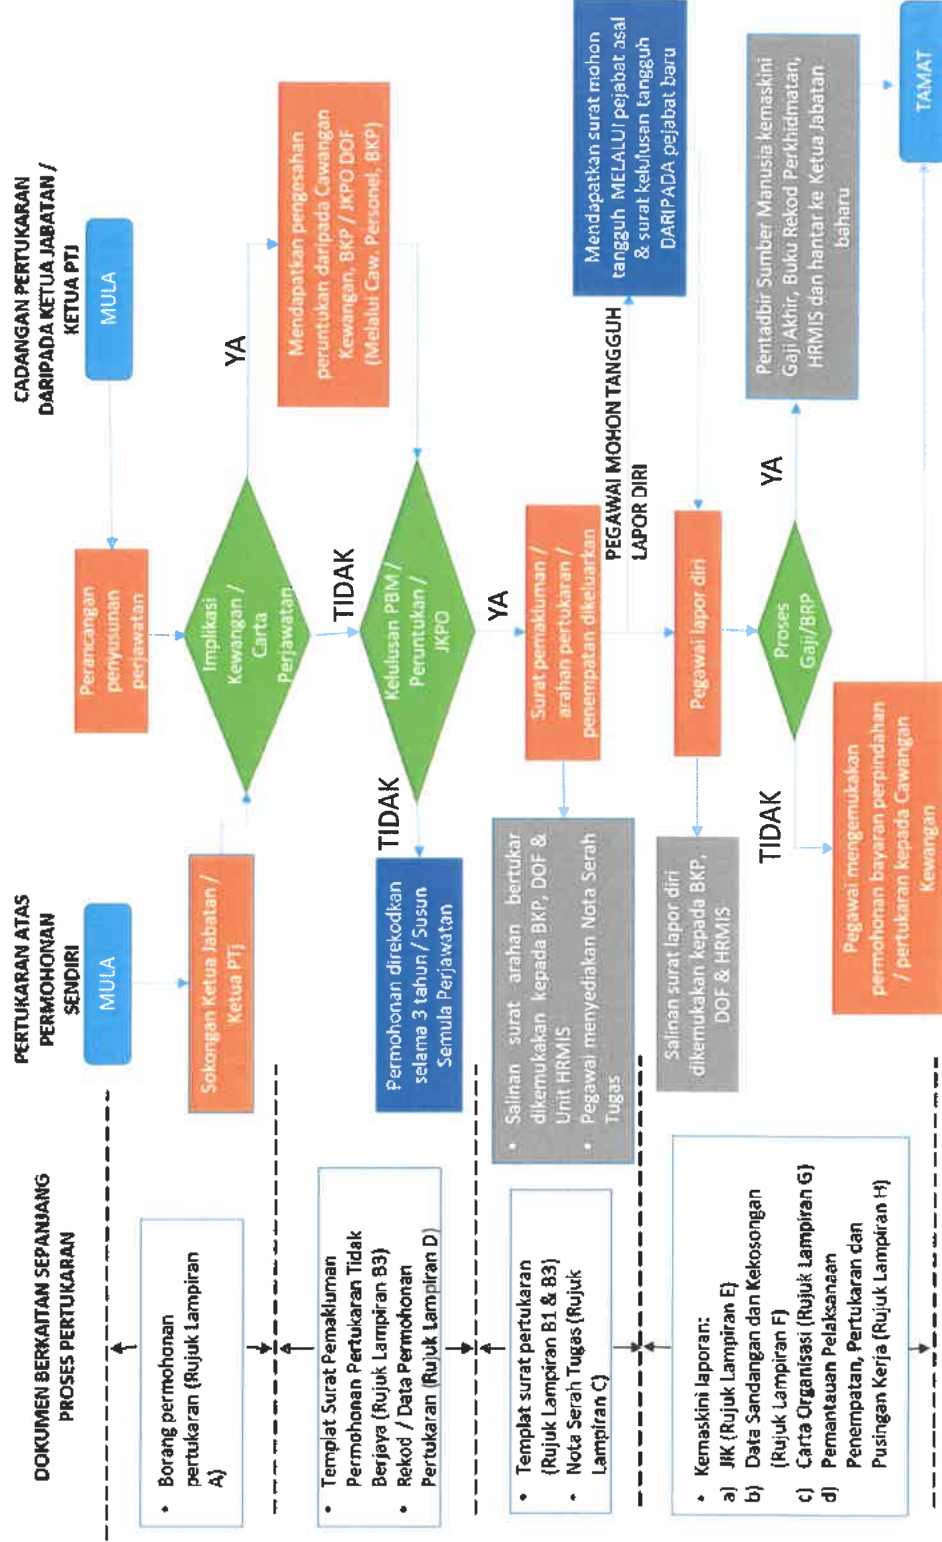 DOKUMEN BERKAITAN SEPANJANG
PROSES PERTUKARAN
• Borang permohonan
pertukaran (Rujuk Lampiran
A)
• Templat Surat Pemakluman
Permohonan Pertukaran Tidak
Berjaya (Rujuk Lampiran B3)
• Rekod / Data Permohonan
Pertukaran (Rujuk Lampiran D)
• Templat surat pertukaran
(Rujuk Lampiran B1 & B3)
• Nota Serah Tugas (Rujuk
Lampiran C)
• Kemaskini laporan:
a) JIK (Rujuk Lampiran E)
b) Data Sandangan dan Kekosongan
(Rujuk Lampiran F)
c) Carta Organisasi (Rujuk Lampiran G)
d) Pemantauan Pelaksanaan
Penempatan, Pertukaran dan
Pusingan Kerja (Rujuk Lampiran H)
PERTUKARAN ATAS
PERMOHONAN
SENDIRI
MULA
Sokongan Ketua Jabatan /
Ketua PTJ
CADANGAN PERTUKARAN
DARIPADA KETUA JABATAN /
KETUA PTJ
MULA
Perancangan
penyusunan
perjawatan
Implikasi
Kewangan /
Carta
Perjawatan
YA
Mendapatkan pengesahan
peruntukan daripada Cawangan
Kewangan, BKP / JKPO DOF
(Melalui Caw. Personel, BKP)
TIDAK
Kelulusan PBM /
Peruntukan /
JKPO
TIDAK
Permohonan direkodkan
selama 3 tahun / Susun
Semula Perjawatan
YA
Surat pemakluman /
arahan pertukaran /
penempatan dikeluarkan
• Salinan surat arahan bertukar
dikemukakan kepada BKP, DOF &
Unit HRMIS
• Pegawai menyediakan Nota Serah
Tugas
PEGAWAI MOHON TANGGUH
LAPOR DIRI
Mendapatkan surat mohon
tangguh MELALUI pejabat asal
& surat kelulusan tangguh
DARIPADA pejabat baru
Pegawai lapor diri
Salinan surat lapor diri
dikemukakan kepada BKP,
DOF & HRMIS
Proses
Gaji/BRP
YA
Pentadbir Sumber Manusia kemaskini
Gaji Akhir, Buku Rekod Perkhidmatan,
HRMIS dan hantar ke Ketua Jabatan
baharu
TIDAK
Pegawai mengemukakan
permohonan bayaran perpindahan
/ pertukaran kepada Cawangan
Kewangan
TAMAT